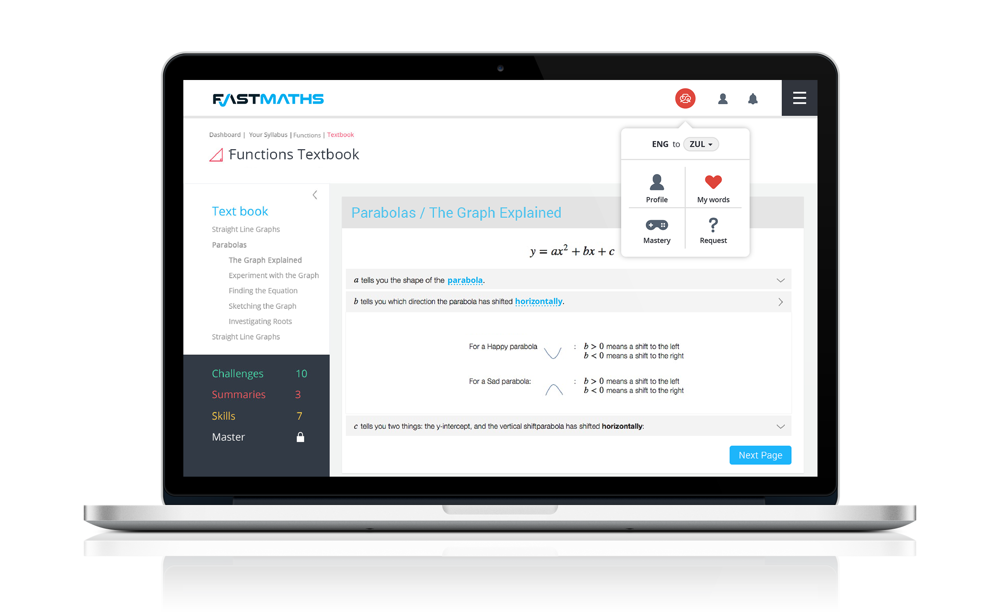 FASTMATHS
Dashboard | Your Syllabus | Functions | Textbook
Functions Textbook
ENG to ZUL
Profile
My words
Mastery
Request
Text book
Straight Line Graphs
Parabolas
The Graph Explained
Experiment with the Graph
Finding the Equation
Sketching the Graph
Investigating Roots
Straight Line Graphs
Challenges 10
Summaries 3
Skills 7
Master
Parabolas / The Graph Explained
y = ax² + bx + c
a tells you the shape of the parabola.
b tells you which direction the parabola has shifted horizontally.
For a Happy parabola : b > 0 means a shift to the left
b < 0 means a shift to the right
For a Sad parabola: : b > 0 means a shift to the left
b < 0 means a shift to the right
c tells you two things: the y-intercept, and the vertical shiftparabola has shifted horizontally:
Next Page